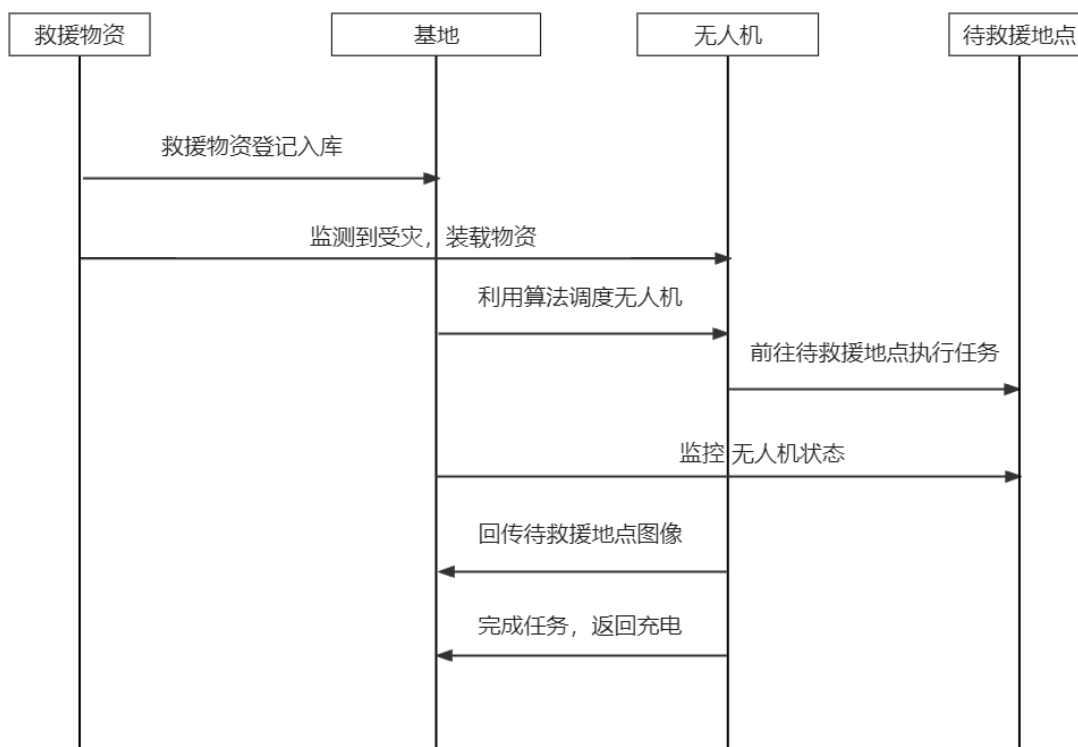 救援物资
基地
无人机
待救援地点
救援物资登记入库
监测到受灾，装载物资
利用算法调度无人机
前往待救援地点执行任务
监控 无人机状态
回传待救援地点图像
完成任务，返回充电